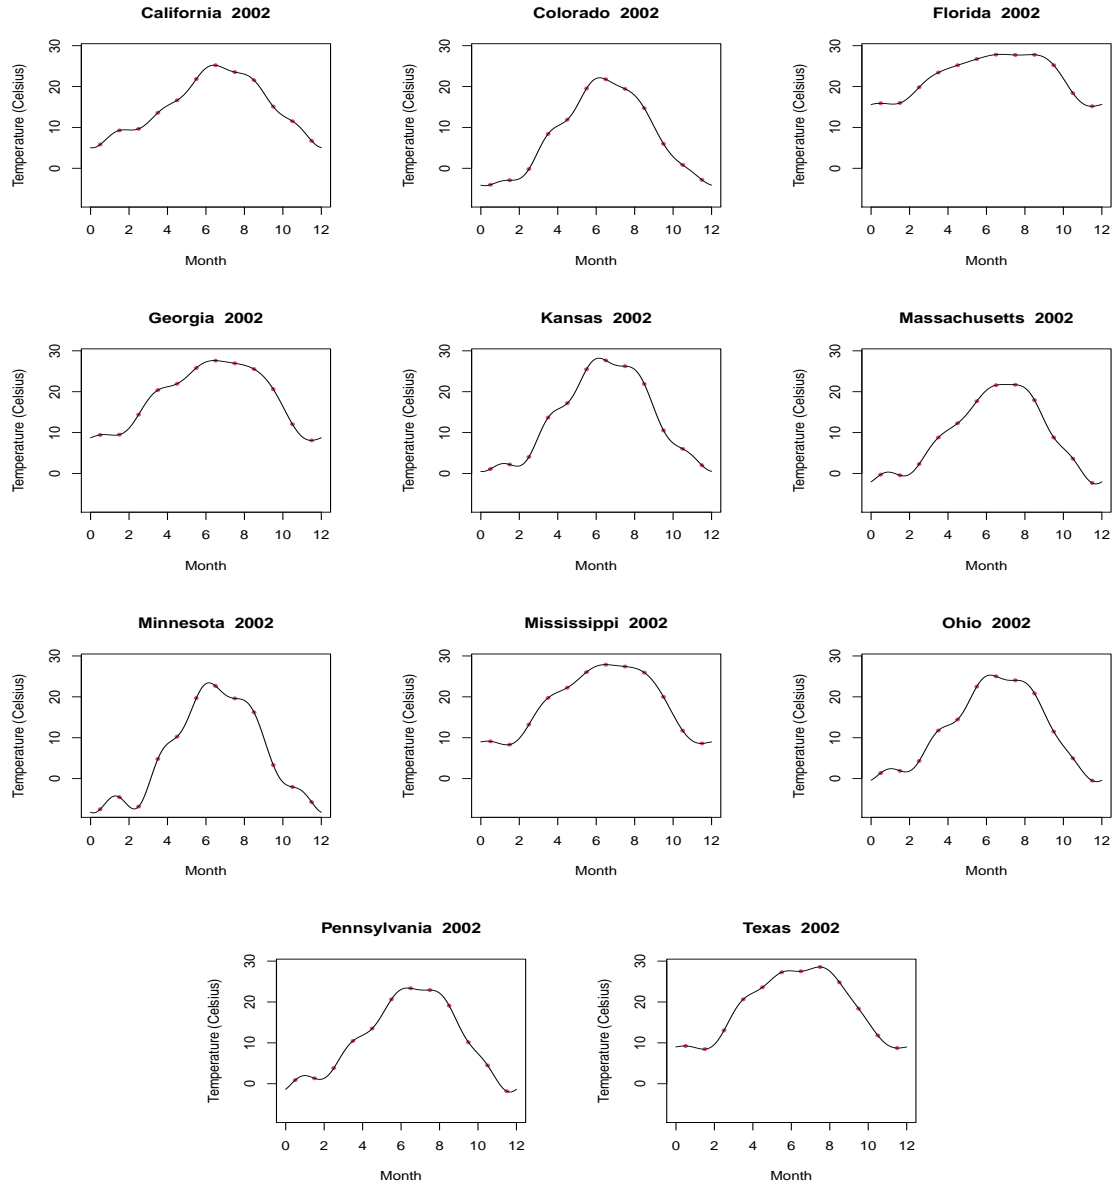 California 2002
Colorado 2002
Florida 2002
Temperature (Celsius)
0 10 20 30
0 2 4 6 8 10 12
Month
Temperature (Celsius)
0 10 20 30
0 2 4 6 8 10 12
Month
Temperature (Celsius)
0 10 20 30
0 2 4 6 8 10 12
Month
Georgia 2002
Kansas 2002
Massachusetts 2002
Temperature (Celsius)
0 10 20 30
0 2 4 6 8 10 12
Month
Temperature (Celsius)
0 10 20 30
0 2 4 6 8 10 12
Month
Temperature (Celsius)
0 10 20 30
0 2 4 6 8 10 12
Month
Minnesota 2002
Mississippi 2002
Ohio 2002
Temperature (Celsius)
0 10 20 30
0 2 4 6 8 10 12
Month
Temperature (Celsius)
0 10 20 30
0 2 4 6 8 10 12
Month
Temperature (Celsius)
0 10 20 30
0 2 4 6 8 10 12
Month
Pennsylvania 2002
Texas 2002
Temperature (Celsius)
0 10 20 30
0 2 4 6 8 10 12
Month
Temperature (Celsius)
0 10 20 30
0 2 4 6 8 10 12
Month